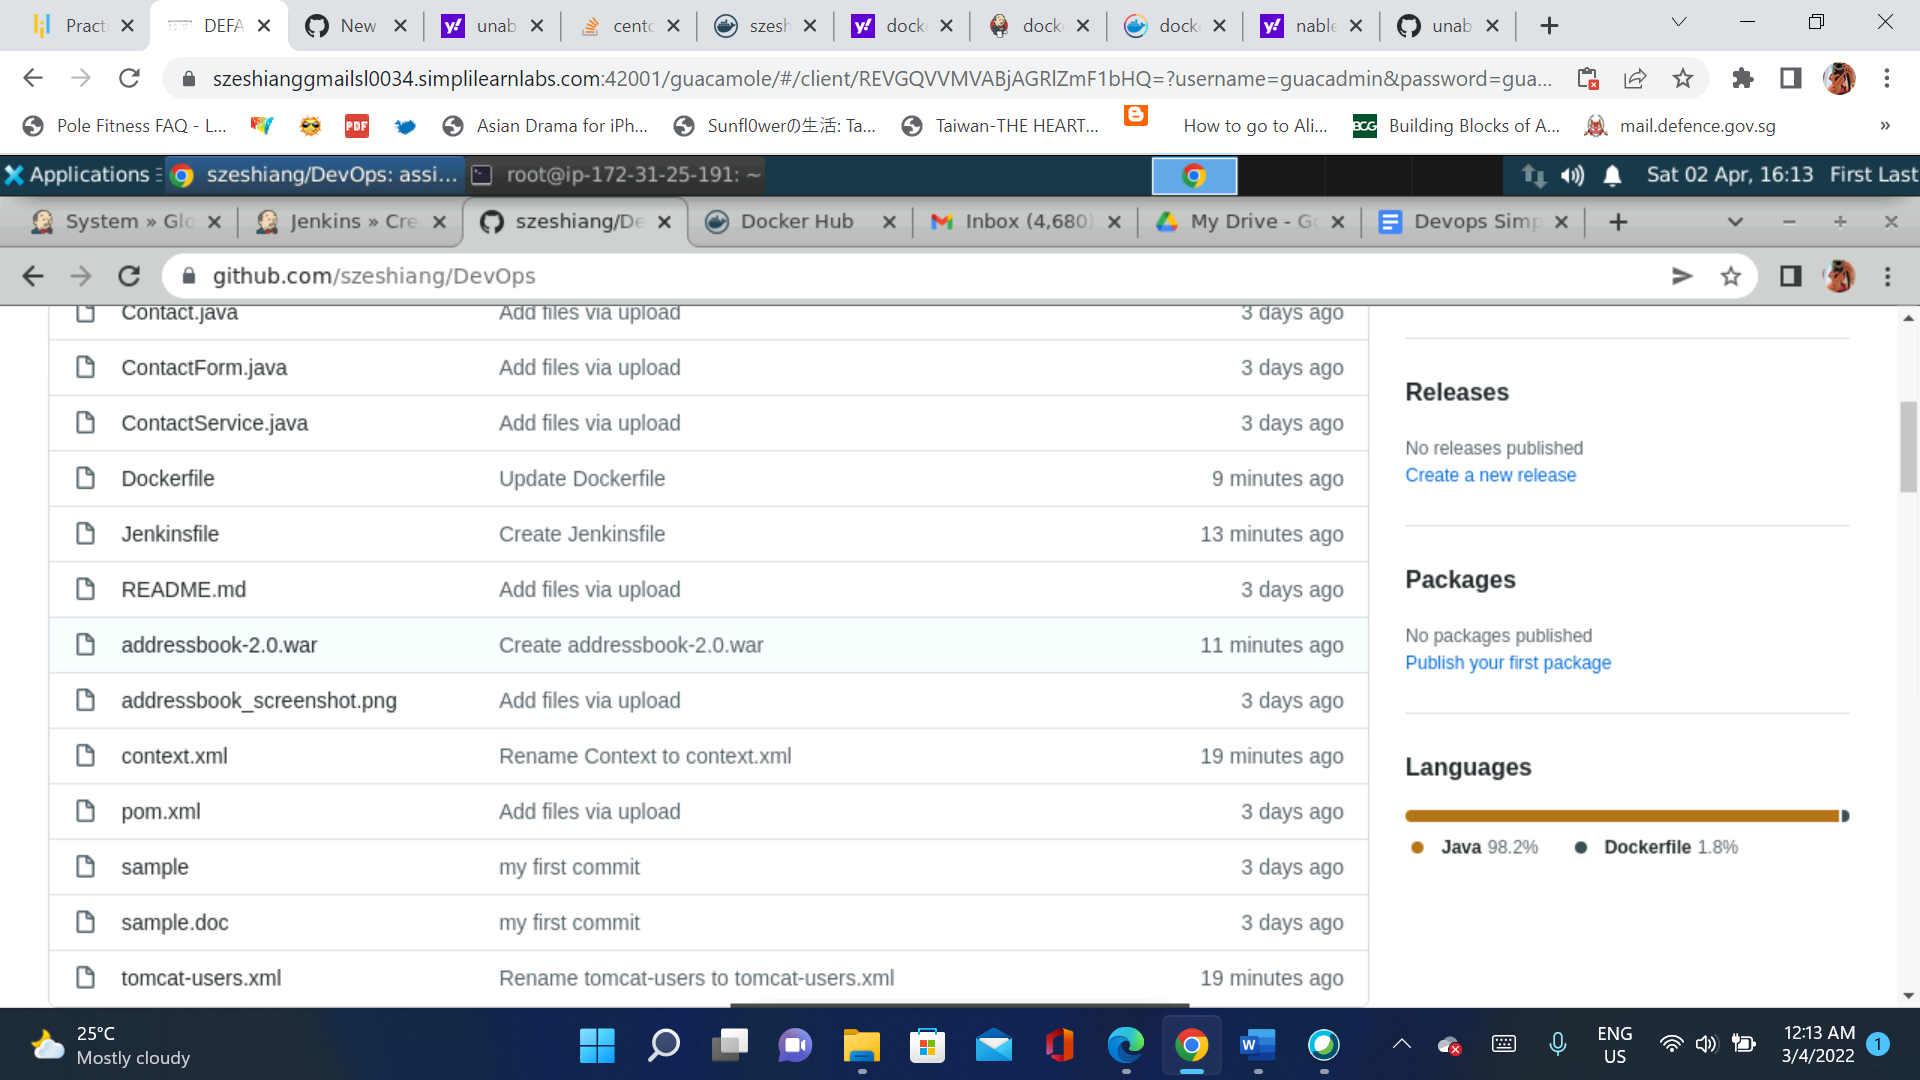 Practi DEFA New unab cento szesh dock dock dock nable unab
szeshianggmailsl0034.simplilearnlabs.com:42001/guacamole/#/client/REVGQVVMVABjAGRlZmF1bHQ=?username=guacadmin&password=gua...
Pole Fitness FAQ - L... PDF Asian Drama for iPh... Sunfl0werの生活: Ta... Taiwan-THE HEART... How to go to Ali... BCG Building Blocks of A... mail.defence.gov.sg »
Applications szeshiang/DevOps: assi... root@ip-172-31-25-191: ~ Sat 02 Apr, 16:13 First Last
System » Glo Jenkins » Cre szeshiang/De Docker Hub Inbox (4,680) My Drive - Go Devops Simp
github.com/szeshiang/DevOps
Contact.java Add files via upload 3 days ago
ContactForm.java Add files via upload 3 days ago
ContactService.java Add files via upload 3 days ago
Dockerfile Update Dockerfile 9 minutes ago
Jenkinsfile Create Jenkinsfile 13 minutes ago
README.md Add files via upload 3 days ago
addressbook-2.0.war Create addressbook-2.0.war 11 minutes ago
addressbook_screenshot.png Add files via upload 3 days ago
context.xml Rename Context to context.xml 19 minutes ago
pom.xml Add files via upload 3 days ago
sample my first commit 3 days ago
sample.doc my first commit 3 days ago
tomcat-users.xml Rename tomcat-users to tomcat-users.xml 19 minutes ago
Releases
No releases published
Create a new release
Packages
No packages published
Publish your first package
Languages
Java 98.2% Dockerfile 1.8%
25°C
Mostly cloudy
ENG
US
12:13 AM
3/4/2022
1